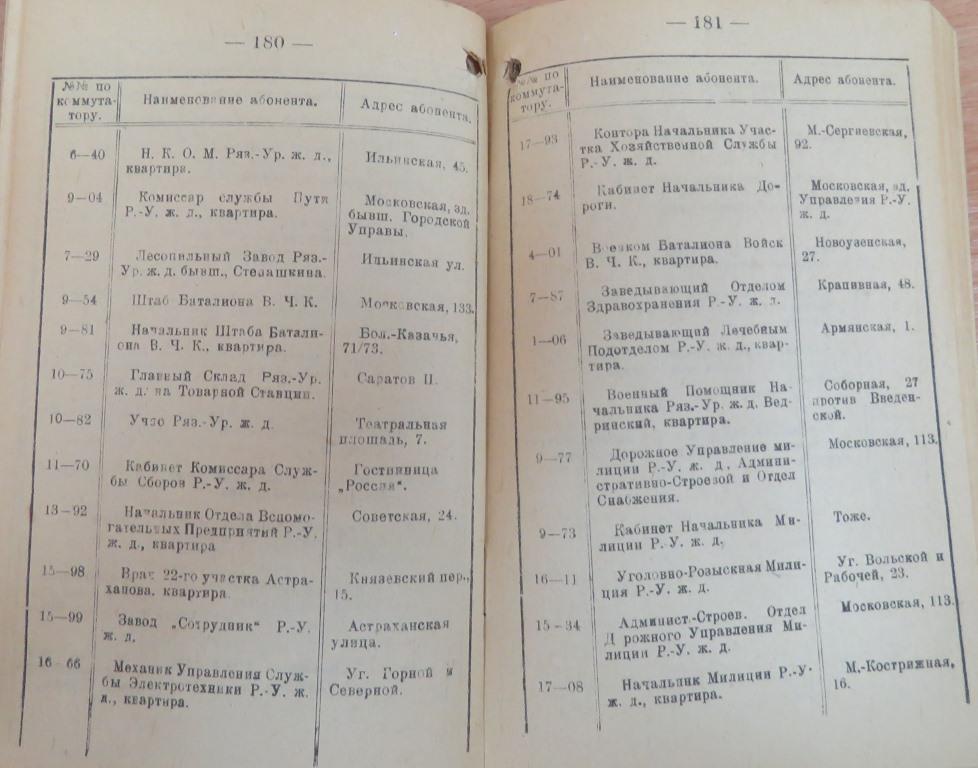 — 180 —
№№ по коммута-тору. Наименование абонента. Адрес абонента.
6—40 Н. К. О. М. Ряз.-Ур. ж. д., Ильинская, 45.
квартира.
9—04 Комиссар службы Пути Московская, зд.
Р.-У. ж. д., квартира. бывш. Городской
Управы.
7—29 Лесопильный Завод Ряз.- Ильинская ул.
Ур. ж. д. бывш., Степашкина.
9—54 Штаб Баталиона В. Ч. К. Московская, 133.
9—81 Начальник Штаба Батали- Бол.-Казачья,
она В. Ч. К., квартира. 71/73.
10—75 Главный Склад Ряз.-Ур. Саратов II.
ж. д. на Товарной Станции.
10—82 Ряз.-Ур. ж. д. Театральная
площадь, 7.
11—70 Кабинет Комиссара Служ- Гостиница
бы Сборов Р.-У. ж. д. „Россия“.
13—92 Начальник Отдела Вспомо- Советская, 24.
гательных Предприятий Р.-У.
ж. д., квартира
15—98 Врач 22-го участка Астра- Князевский пер.,
ханова, квартира. 15.
15—99 Завод „Сотрудник“ Р.-У. Астраханская
ж. д. улица.
16—66 Механик Управления Служ- Уг. Горной и
бы Электротехники Р.-У. ж. Северной.
д., квартира.
— 181 —
№№ по коммута-тору. Наименование абонента. Адрес абонента.
17—93 Контора Начальника Учас- М.-Сергиевская,
тка Хозяйственной Службы 92.
Р.-У. ж. д.
18—74 Кабинет Начальника До- Московская, зд.
роги. Управления Р.-У.
ж. д.
4—01 Военком Баталиона Войск Новоузенская,
В. Ч. К., квартира. 27.
7—87 Заведывающий Отделом Крапивная, 48.
Здравохранения Р.-У. ж. д.
1—06 Заведывающий Лечебным Армянская, 1.
Подотделом Р.-У. ж. д., квар-
тира.
11—95 Военный Помощник На- Соборная, 27
чальника Ряз.-Ур. ж. д. Вед- против Введен-
ринский, квартира. ской.
9—77 Дорожное Управление ми- Московская, 113.
лиции Р.-У. ж. д, Админи-
стративно-Строевой и Отдел
Снабжения.
9—73 Кабинет Начальника Ми- Тоже.
лиции Р.-У. ж. д.
16—11 Уголовно-Розыскная Мили- Уг. Вольской и
ция Р.-У. ж. д. Рабочей, 23.
15—34 Админист.-Строев. Отдел Московская, 113.
Д рожного Управления Ми-
лиции Р.-У. ж. д.
17—08 Начальник Милиции Р.-У- М.-Кострижная,
ж. д., квартира. 16.